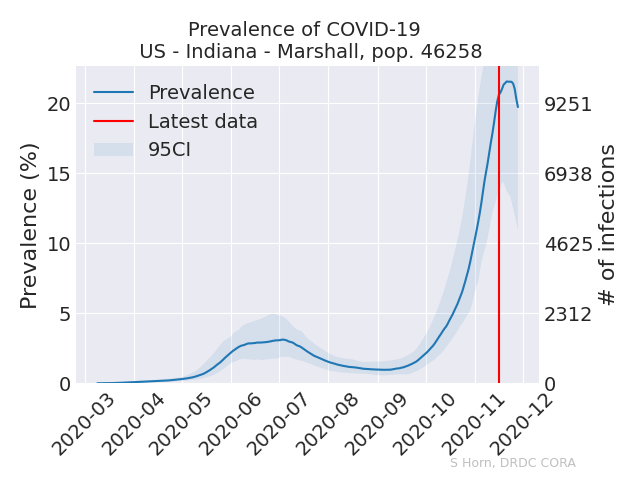 Prevalence of COVID-19
US - Indiana - Marshall, pop. 46258
Prevalence
Latest data
95CI
Prevalence (%)
20
15
10
5
0
9251
6938
4625
2312
0
# of infections
2020-03
2020-04
2020-05
2020-06
2020-07
2020-08
2020-09
2020-10
2020-11
2020-12
S Horn, DRDC CORA